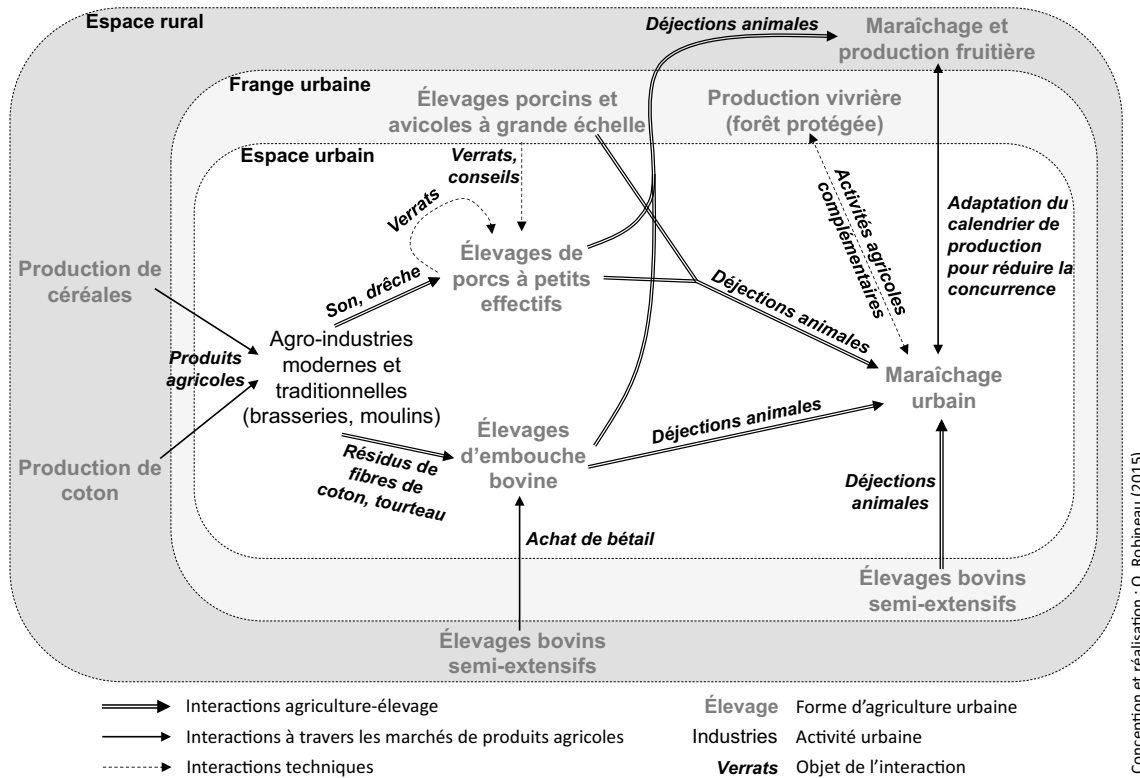 Espace rural
Déjections animales
Maraîchage et
production fruitière
Frange urbaine
Élevages porcins et
avicoles à grande échelle
Production vivrière
(forêt protégée)
Espace urbain
Verrats,
conseils
Verrats
Activités agricoles
complémentaires
Adaptation du
calendrier de
production
pour réduire la
concurrence
Élevages de
porcs à petits
effectifs
Production de
céréales
Son, drêche
Déjections animales
Agro-industries
modernes et
traditionnelles
(brasseries, moulins)
Produits
agricoles
Maraîchage
urbain
Déjections animales
Élevages
d'embouche
bovine
Production de
coton
Résidus de
fibres de
coton, tourteau
Déjections
animales
Achat de bétail
Élevages bovins
semi-extensifs
Élevages bovins
semi-extensifs
Interactions agriculture-élevage
Interactions à travers les marchés de produits agricoles
Interactions techniques
Élevage Forme d'agriculture urbaine
Industries Activité urbaine
Verrats Objet de l'interaction
Conception et réalisation : O. Robineau (2015)